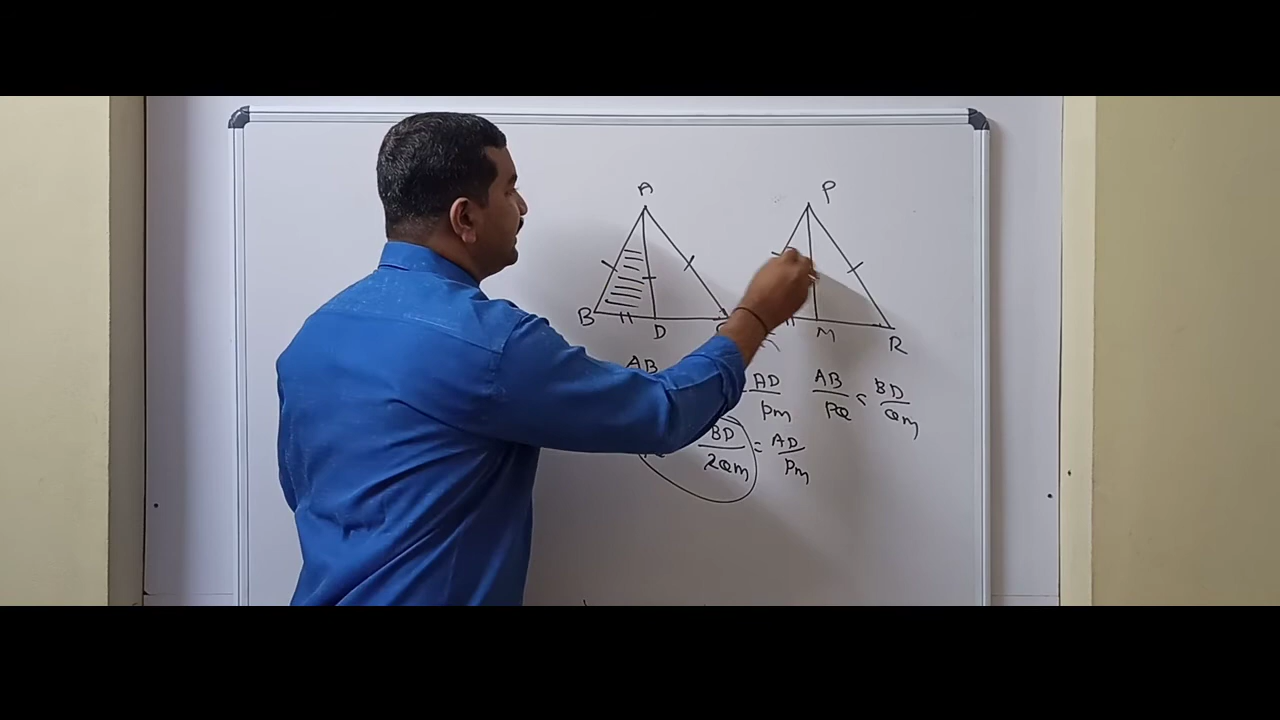 A P
B D M R
AB
AD/PM AB/PQ = BD/QM
BD/2QM = AD/PM